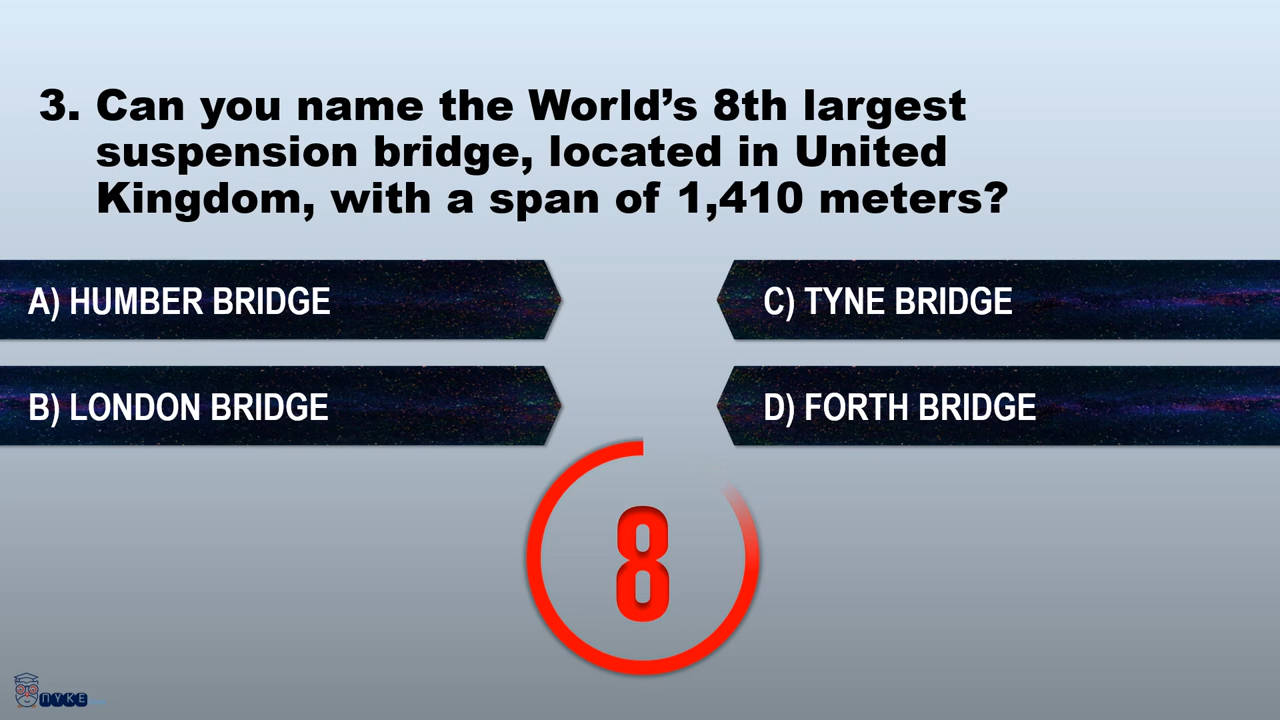 3. Can you name the World’s 8th largest
suspension bridge, located in United
Kingdom, with a span of 1,410 meters?
A) HUMBER BRIDGE
C) TYNE BRIDGE
B) LONDON BRIDGE
D) FORTH BRIDGE
8
NYKE